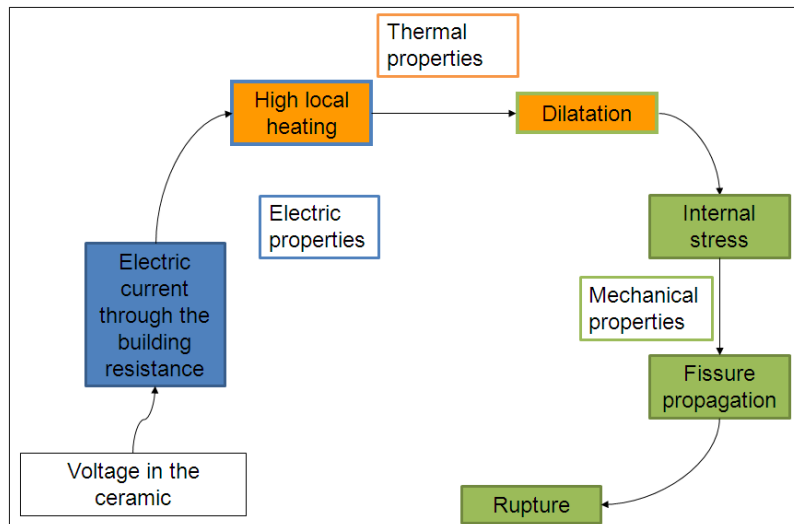 Thermal
properties
High local
heating
Dilatation
Electric
properties
Internal
stress
Electric
current
through the
building
resistance
Mechanical
properties
Fissure
propagation
Voltage in the
ceramic
Rupture